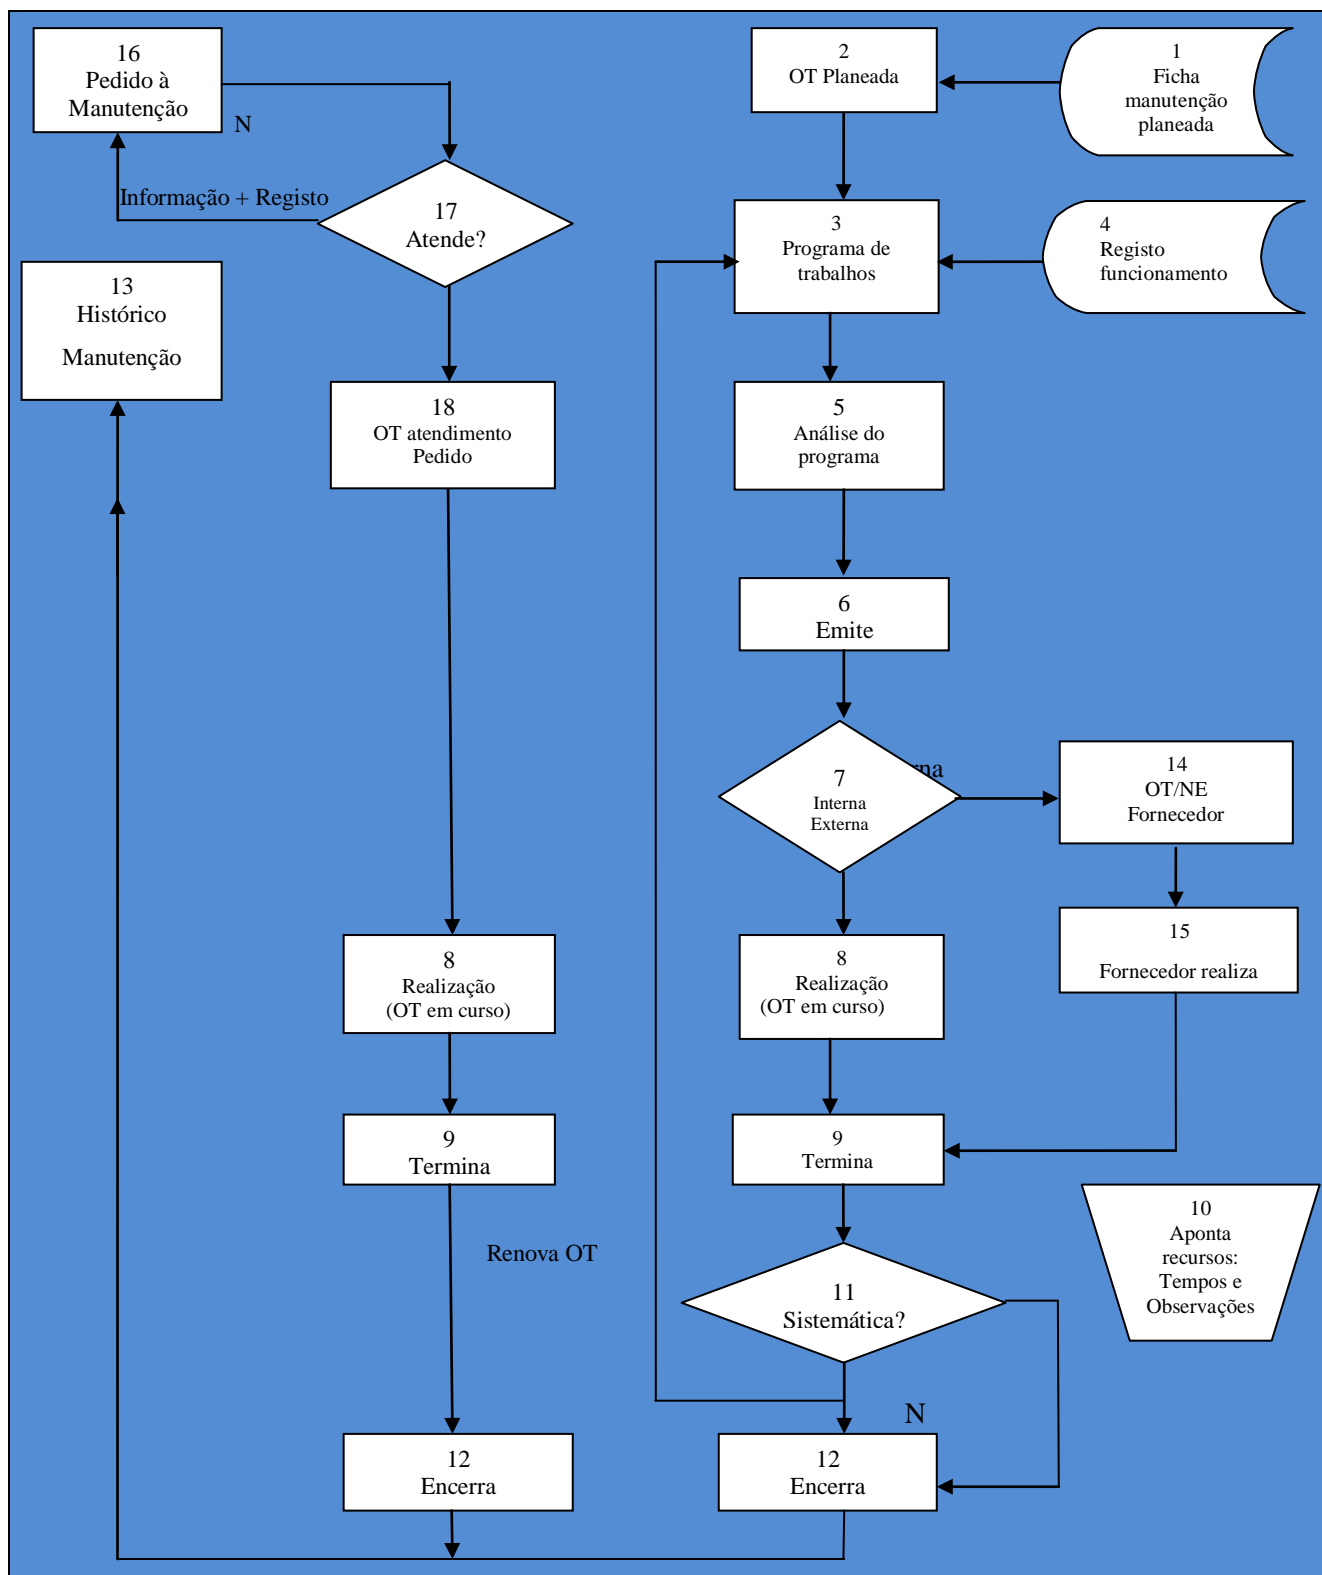 16
Pedido à
Manutenção
N
Informação + Registo
17
Atende?
13
Histórico
Manutenção
18
OT atendimento
Pedido
8
Realização
(OT em curso)
9
Termina
Renova OT
12
Encerra
2
OT Planeada
1
Ficha
manutenção
planeada
3
Programa de
trabalhos
4
Registo
funcionamento
5
Análise do
programa
6
Emite
7
Interna
Externa
14
OT/NE
Fornecedor
15
Fornecedor realiza
8
Realização
(OT em curso)
9
Termina
10
Aponta
recursos:
Tempos e
Observações
11
Sistemática?
N
12
Encerra